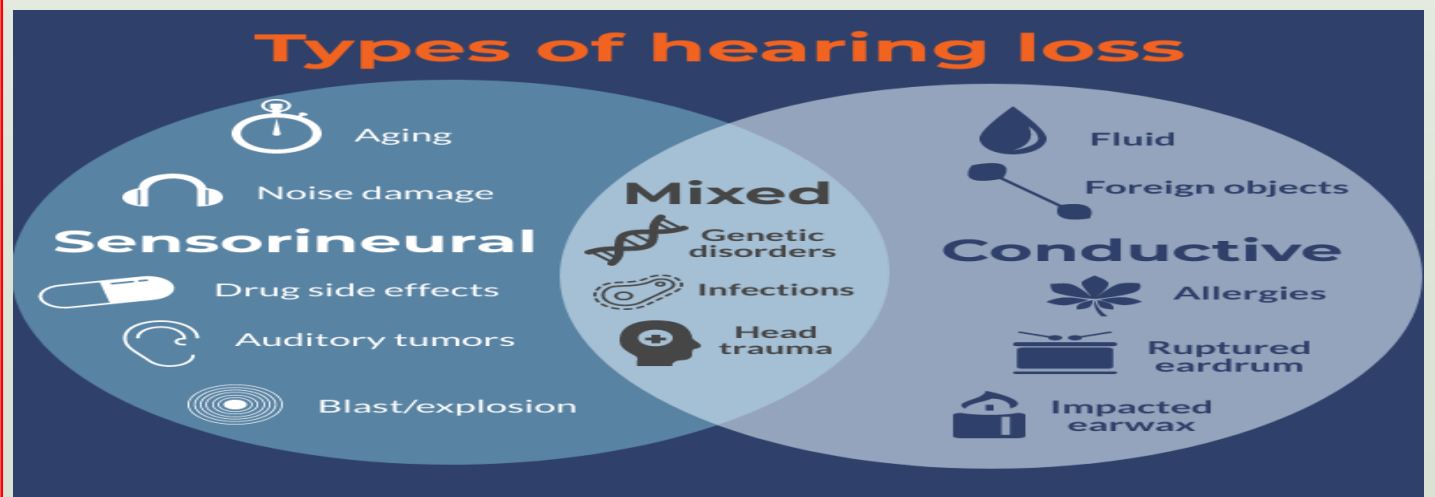 Types of hearing loss
Aging
Noise damage
Sensorineural
Drug side effects
Auditory tumors
Blast/explosion
Mixed
Genetic
disorders
Infections
Head
trauma
Fluid
Foreign objects
Conductive
Allergies
Ruptured
eardrum
Impacted
earwax